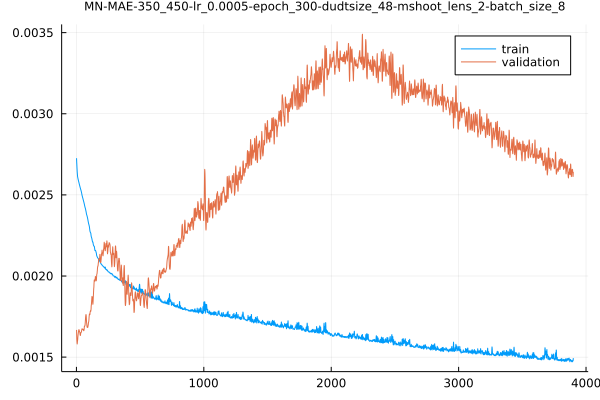 MN-MAE-350_450-lr_0.0005-epoch_300-dudtsize_48-mshoot_lens_2-batch_size_8
train
validation
0.0035
0.0030
0.0025
0.0020
0.0015
0 1000 2000 3000 4000